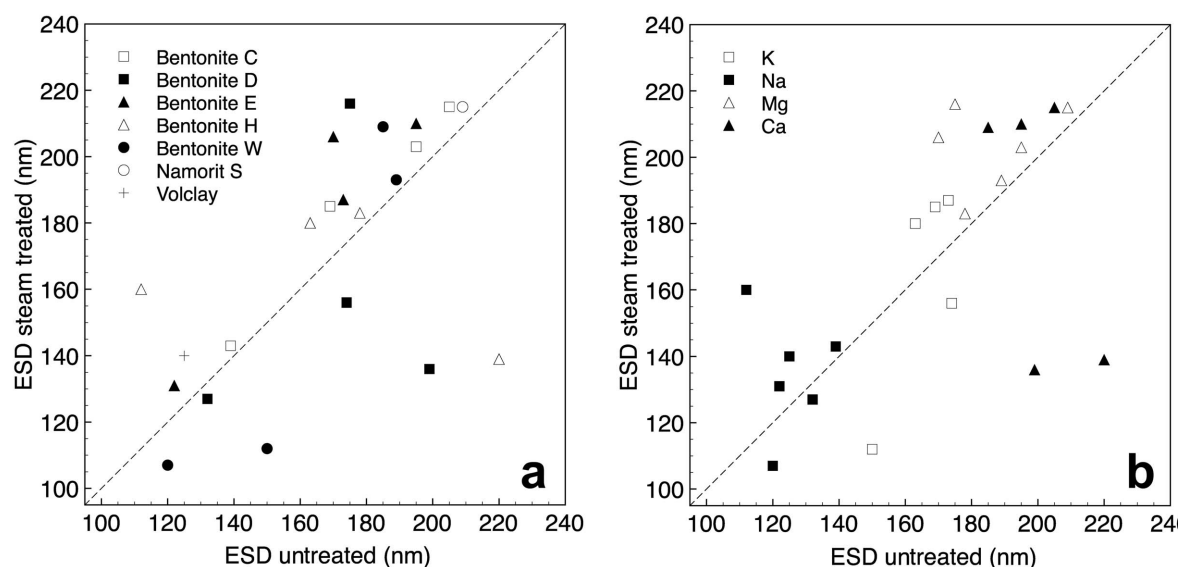 240
220
200
180
160
140
120
100
ESD steam treated (nm)
Bentonite C
Bentonite D
Bentonite E
Bentonite H
Bentonite W
Namorit S
Volclay
a
100 120 140 160 180 200 220 240
ESD untreated (nm)
240
220
200
180
160
140
120
100
ESD steam treated (nm)
K
Na
Mg
Ca
b
100 120 140 160 180 200 220 240
ESD untreated (nm)